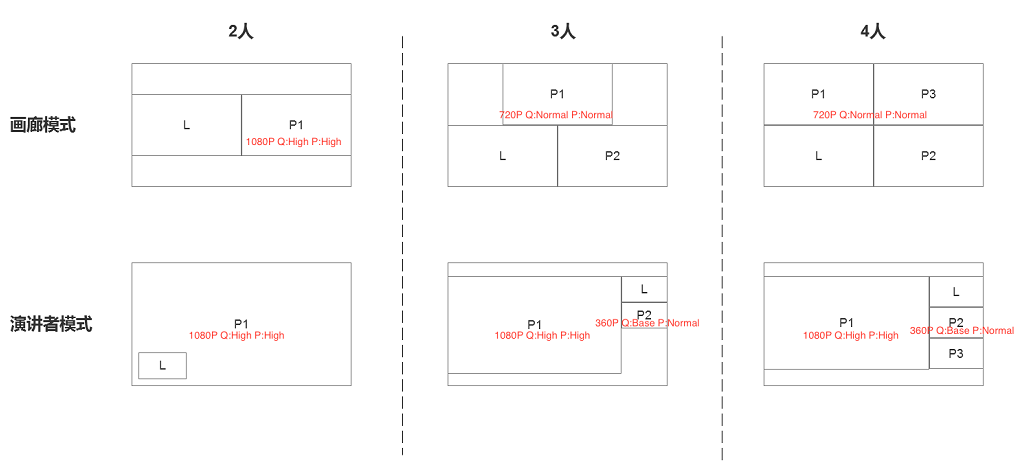 2人
3人
4人
画廊模式
L
P1
1080P Q:High P:High
P1
720P Q:Normal P:Normal
L
P2
P1
P3
720P Q:Normal P:Normal
L
P2
演讲者模式
P1
1080P Q:High P:High
L
P1
1080P Q:High P:High
L
P2
360P Q:Base P:Normal
P1
1080P Q:High P:High
L
P2
360P Q:Base P:Normal
P3